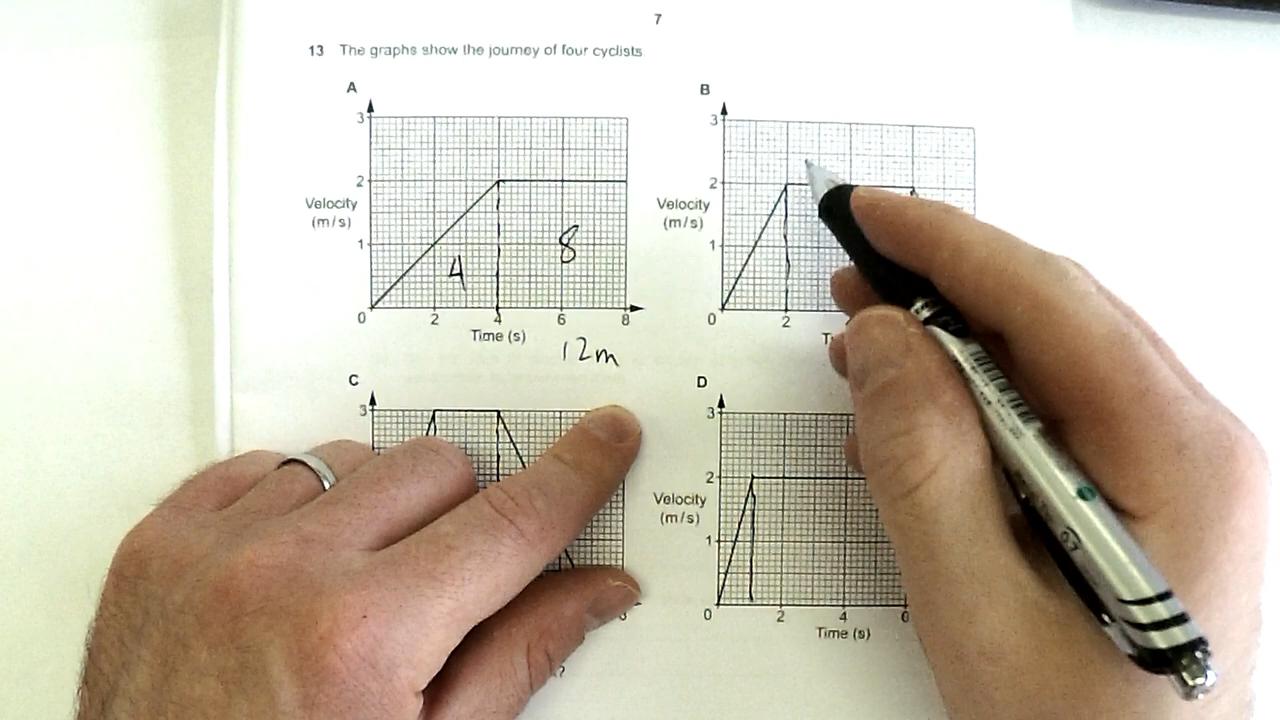 7
13 The graphs show the journey of four cyclists
A
3
2
Velocity
(m/s)
1
4
8
0 2 4 6 8
Time (s)
12m
B
3
2
Velocity
(m/s)
1
0 2
C
3
D
3
2
Velocity
(m/s)
1
0 2 4 6
Time (s)
?
0.7